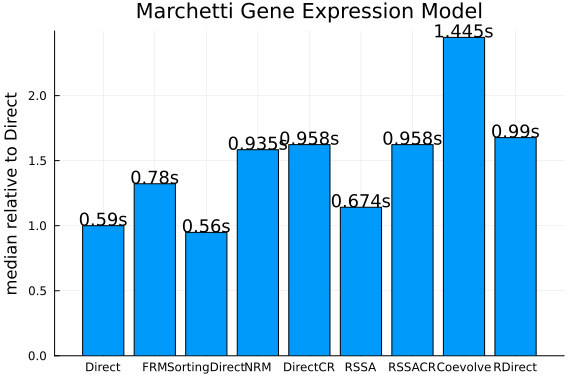 Marchetti Gene Expression Model
median relative to Direct
2.0
1.5
1.0
0.5
0.0
0.59s
0.78s
0.56s
0.935s
0.958s
0.674s
0.958s
1.445s
0.99s
Direct FRM SortingDirect NRM DirectCR RSSA RSSACR Coevolve RDirect